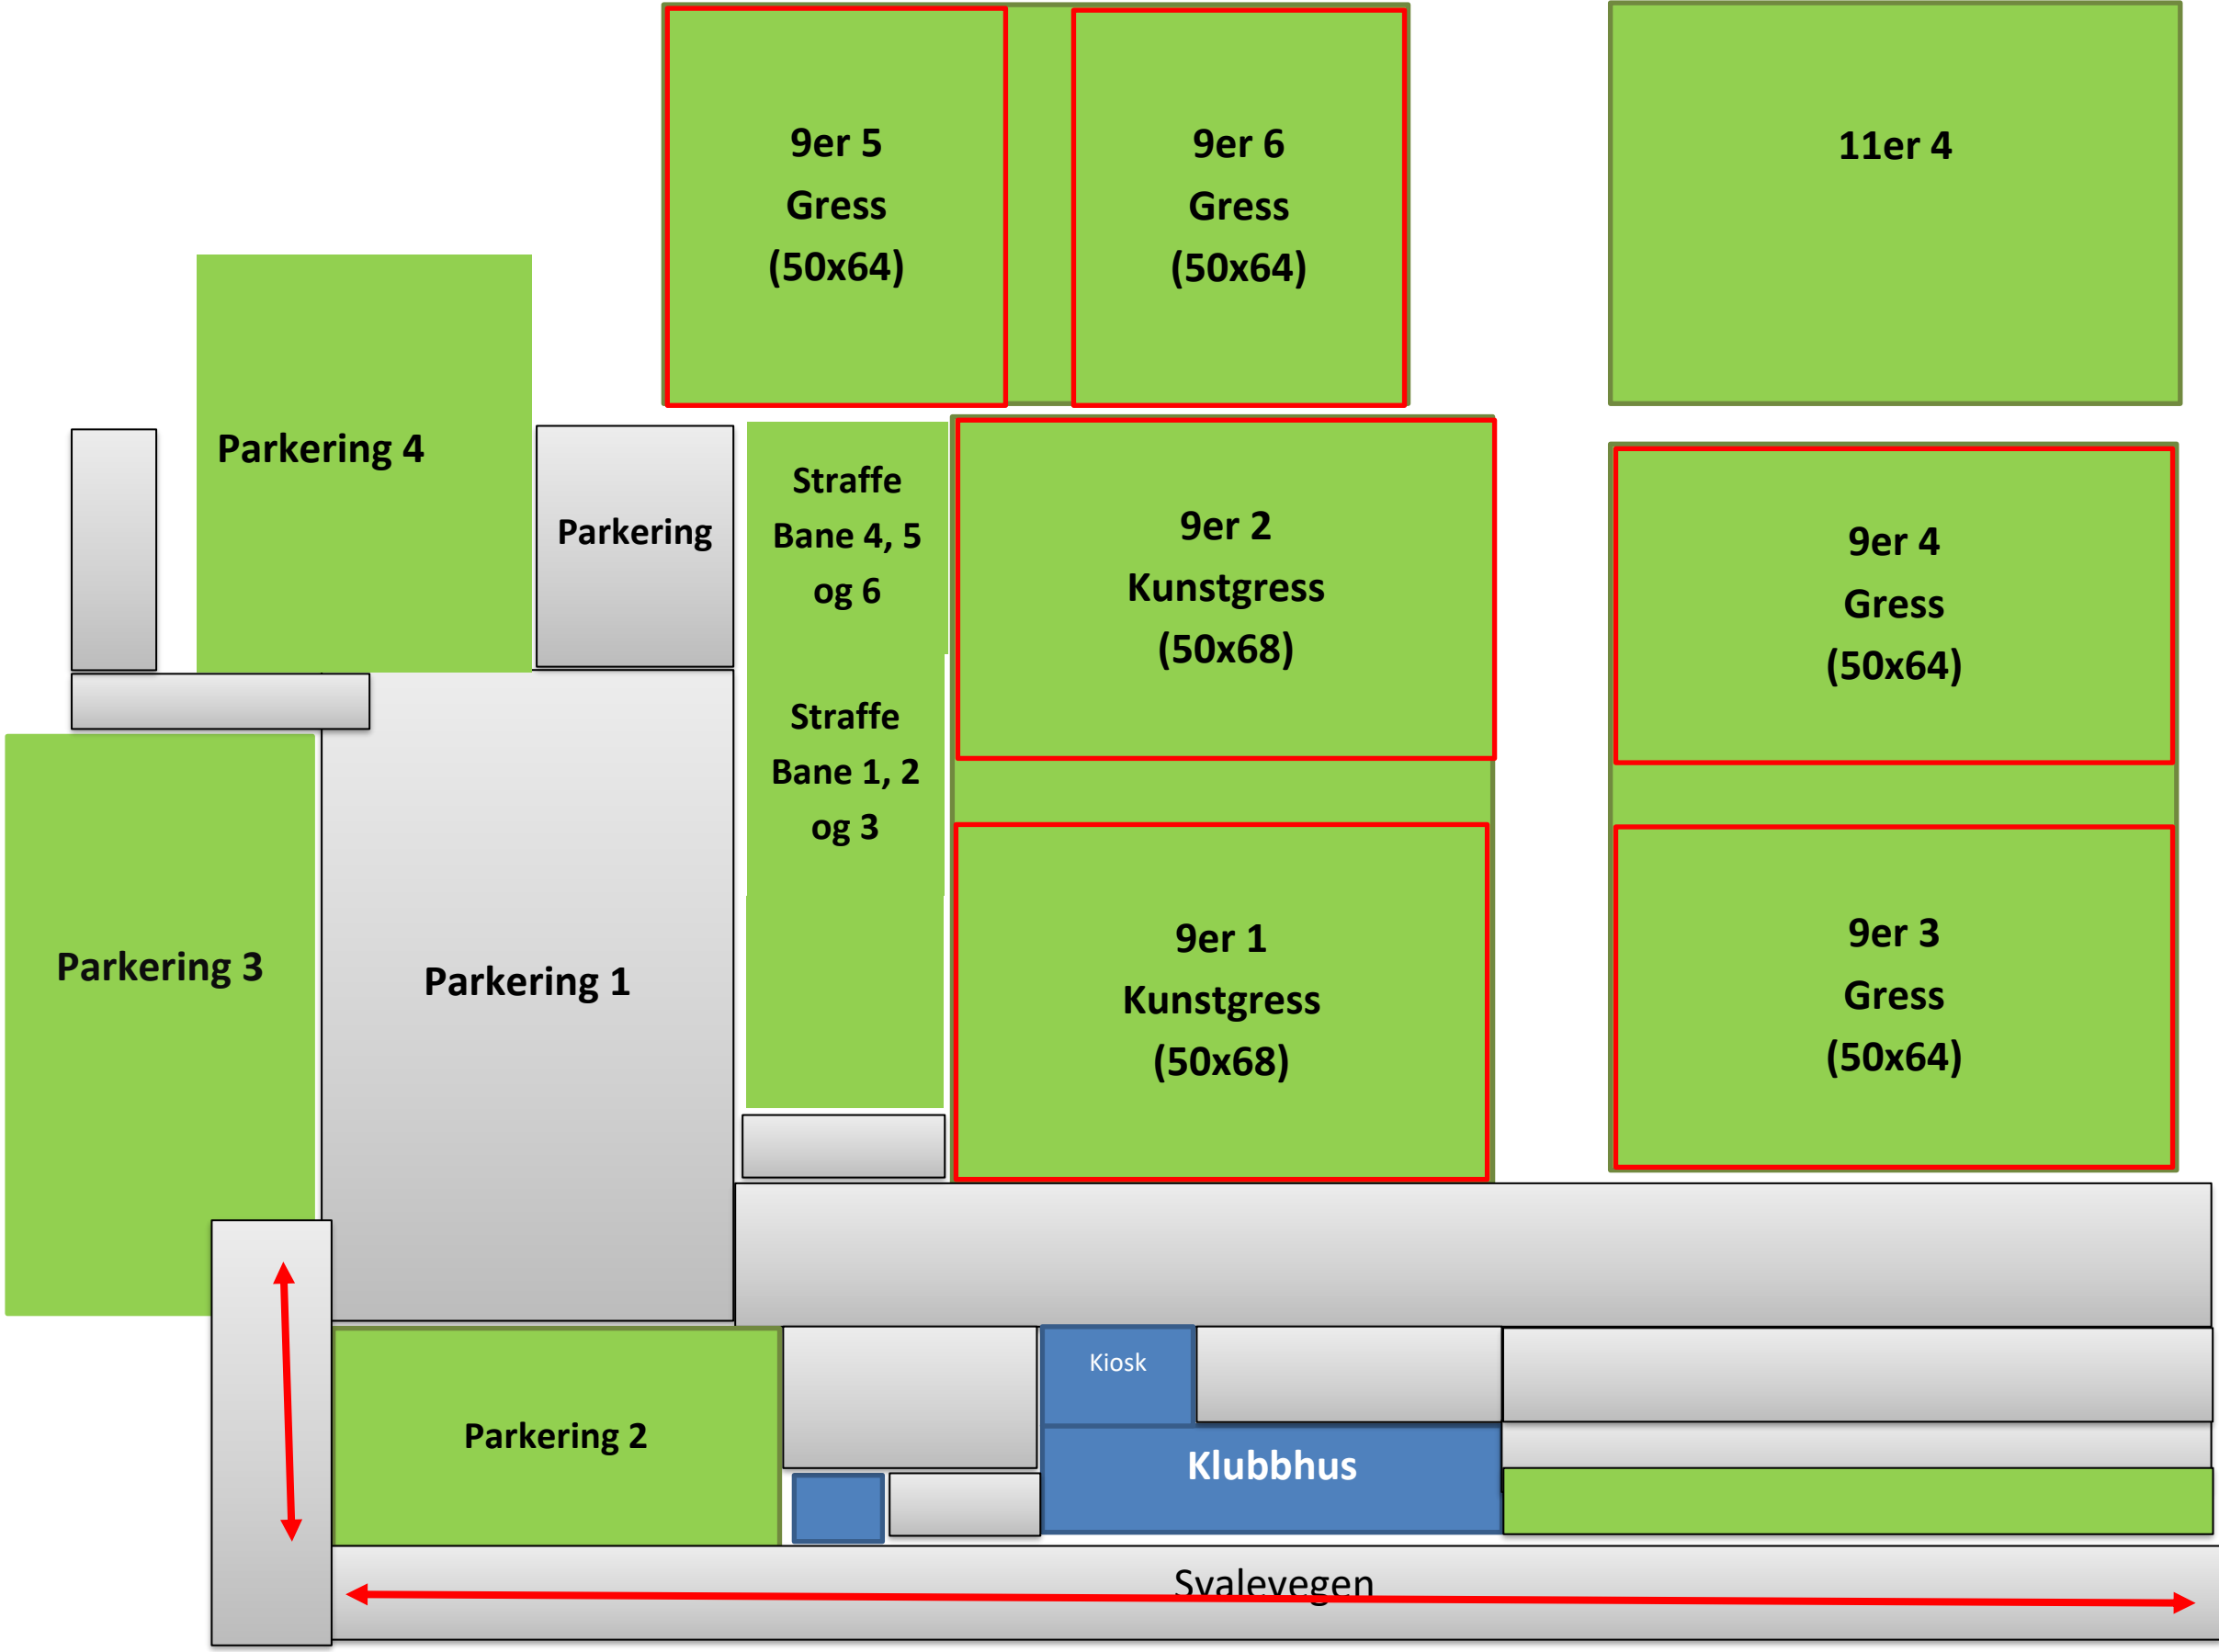 9er 5
Gress
(50x64)
9er 6
Gress
(50x64)
11er 4
Parkering 4
Parkering
Straffe
Bane 4, 5
og 6
9er 2
Kunstgress
(50x68)
9er 4
Gress
(50x64)
Straffe
Bane 1, 2
og 3
Parkering 3
Parkering 1
9er 1
Kunstgress
(50x68)
9er 3
Gress
(50x64)
Kiosk
Parkering 2
Klubbhus
Svalevegen